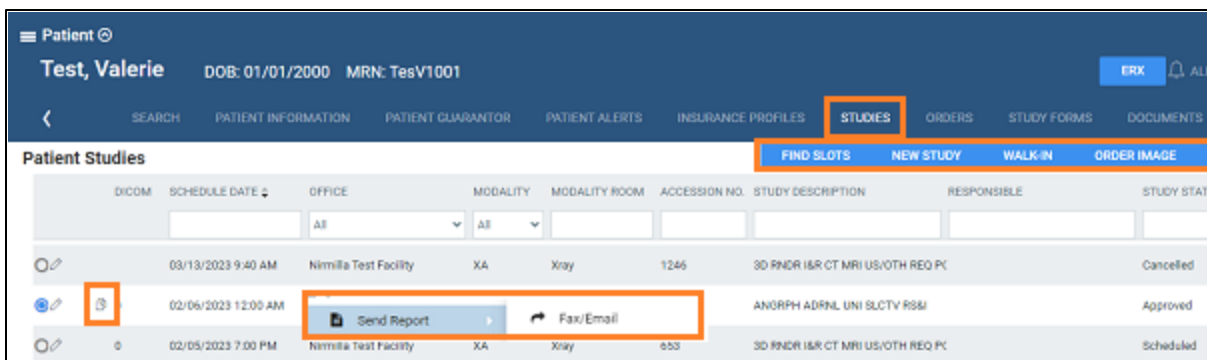 Patient
Test, Valerie DOB: 01/01/2000 MRN: TesV1001 ERX
SEARCH PATIENT INFORMATION PATIENT GUARANTOR PATIENT ALERTS INSURANCE PROFILES STUDIES ORDERS STUDY FORMS DOCUMENTS
Patient Studies FIND SLOTS NEW STUDY WALK-IN ORDER IMAGE
DICOM SCHEDULE DATE OFFICE MODALITY MODALITY ROOM ACCESSION NO. STUDY DESCRIPTION RESPONSIBLE STUDY STAT
All All
03/13/2023 9:40 AM Nirmilla Test Facility XA Xray 1246 3D RNDR I&R CT MRI US/OTH REQ PC Cancelled
02/06/2023 12:00 AM ANGRPH ADRNL UNI SLCTV RS&I Approved
Send Report Fax/Email
0 02/05/2023 7:00 PM Nirmilla Test Facility XA Xray 653 3D RNDR I&R CT MRI US/OTH REQ PC Scheduled